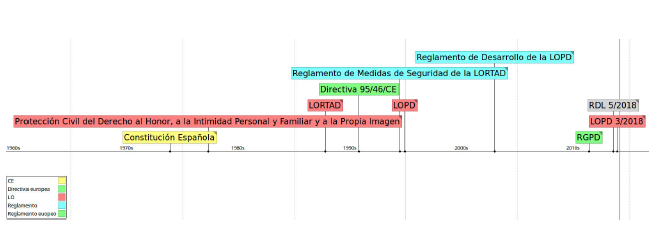 Reglamento de Desarrollo de la LOPD
Reglamento de Medidas de Seguridad de la LORTAD
Directiva 95/46/CE
LORTAD
LOPD
RDL 5/2018
Protección Civil del Derecho al Honor, a la Intimidad Personal y Familiar y a la Propia Imagen
LOPD 3/2018
Constitución Española
RGPD
1960s 1970s 1980s 1990s 2000s 2010s
CE
Directiva europea
LO
Reglamento
Reglamento europeo